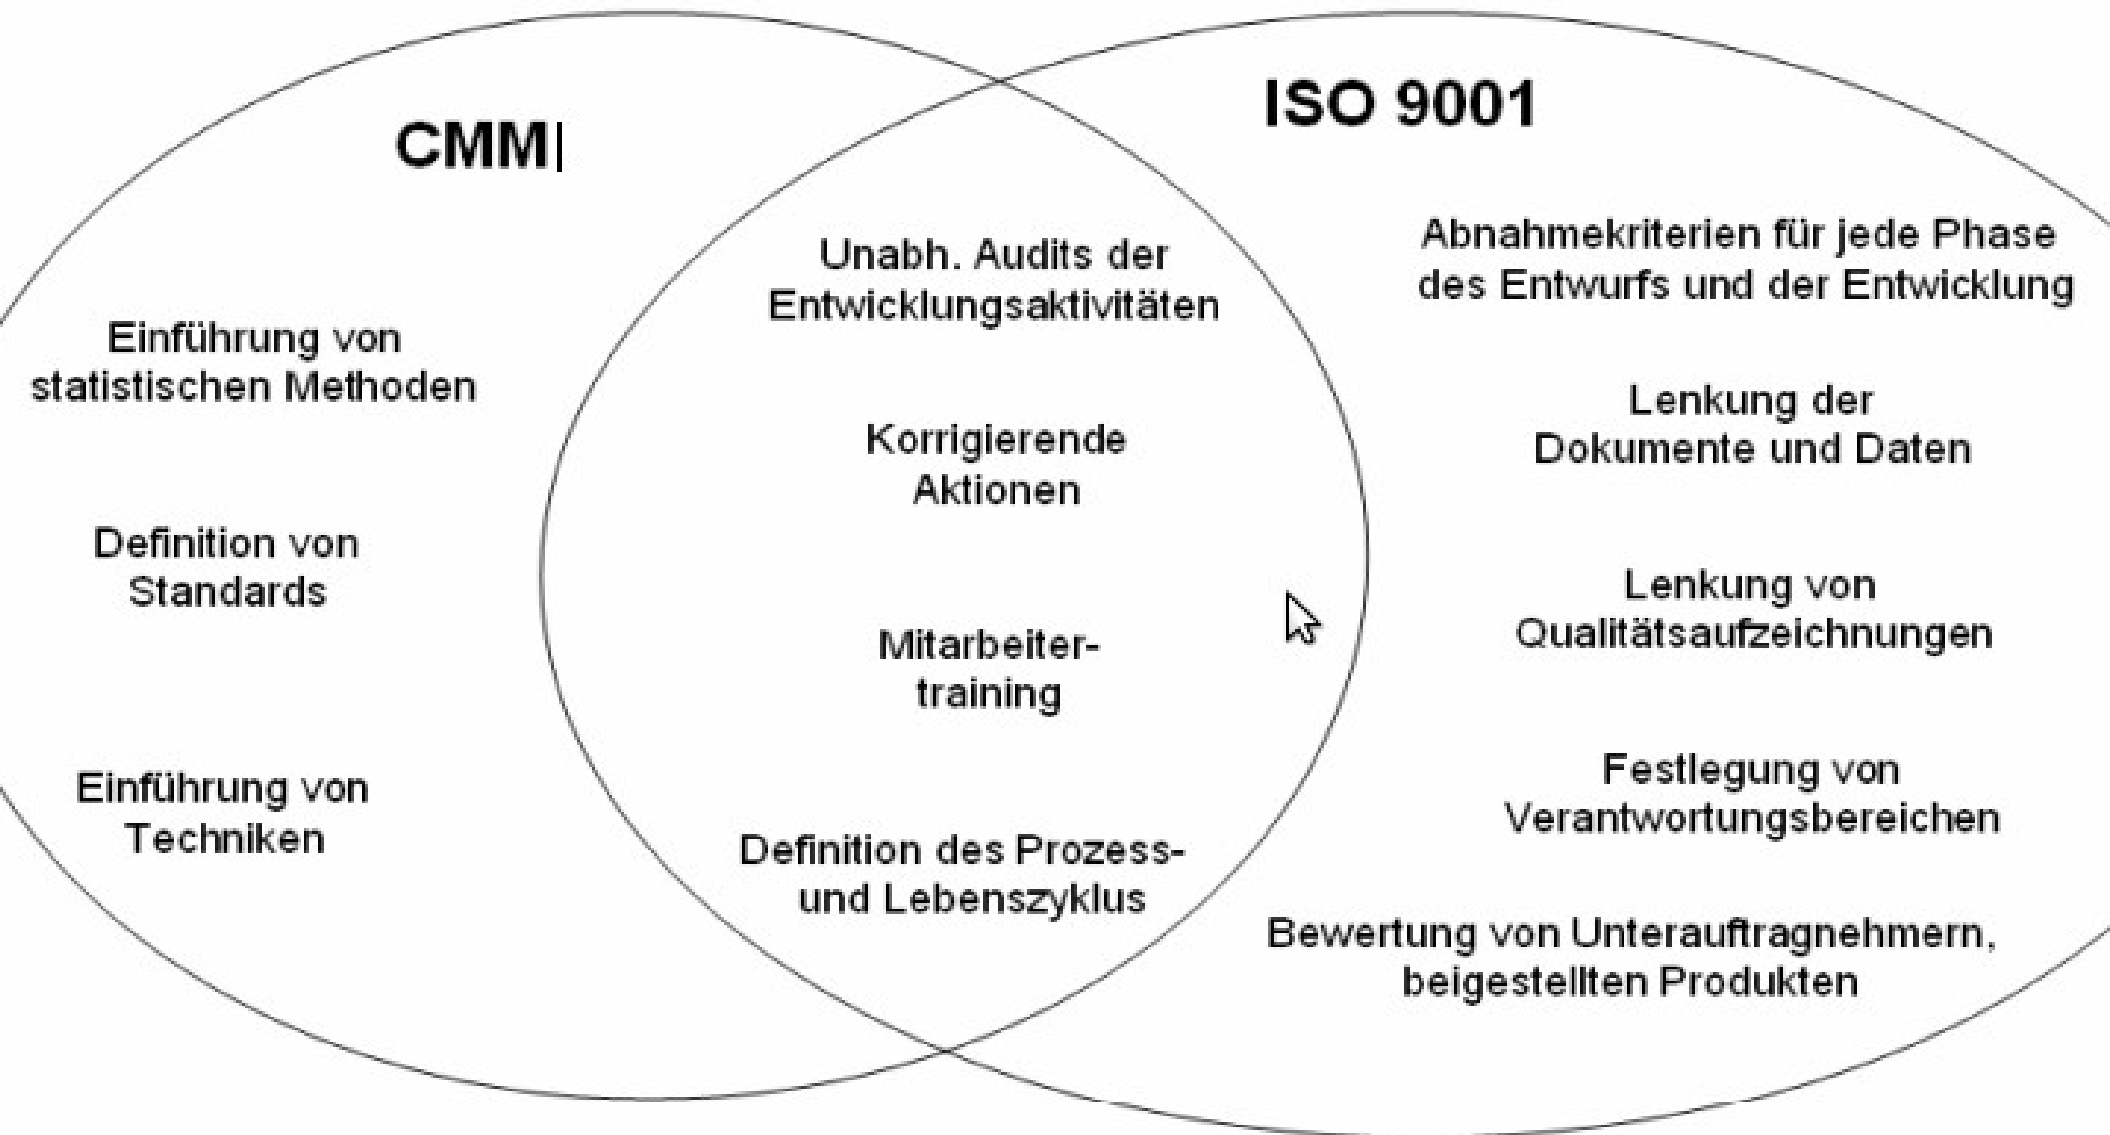 CMMI
Einführung von
statistischen Methoden
Definition von
Standards
Einführung von
Techniken
Unabh. Audits der
Entwicklungsaktivitäten
Korrigierende
Aktionen
Mitarbeiter-
training
Definition des Prozess-
und Lebenszyklus
ISO 9001
Abnahmekriterien für jede Phase
des Entwurfs und der Entwicklung
Lenkung der
Dokumente und Daten
Lenkung von
Qualitätsaufzeichnungen
Festlegung von
Verantwortungsbereichen
Bewertung von Unterauftragnehmern,
beigestellten Produkten